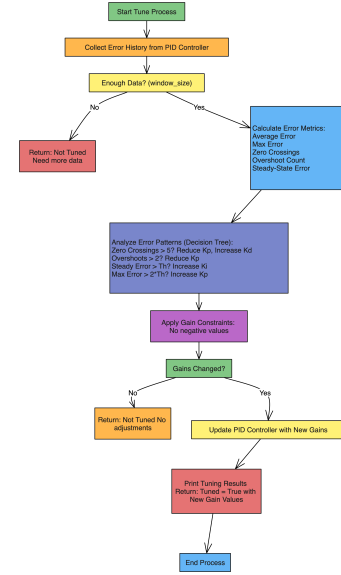 Start Tune Process
Collect Error History from PID Controller
Enough Data? (window_size)
No
Yes
Return: Not Tuned
Need more data
Calculate Error Metrics:
Average Error
Max Error
Zero Crossings
Overshoot Count
Steady-State Error
Analyze Error Patterns (Decision Tree):
Zero Crossings > 5? Reduce Kp, Increase Kd
Overshoots > 2? Reduce Kp
Steady Error > Th? Increase Ki
Max Error > 2*Th? Increase Kp
Apply Gain Constraints:
No negative values
Gains Changed?
No
Yes
Return: Not Tuned No
adjustments
Update PID Controller with New Gains
Print Tuning Results
Return: Tuned = True with
New Gain Values
End Process